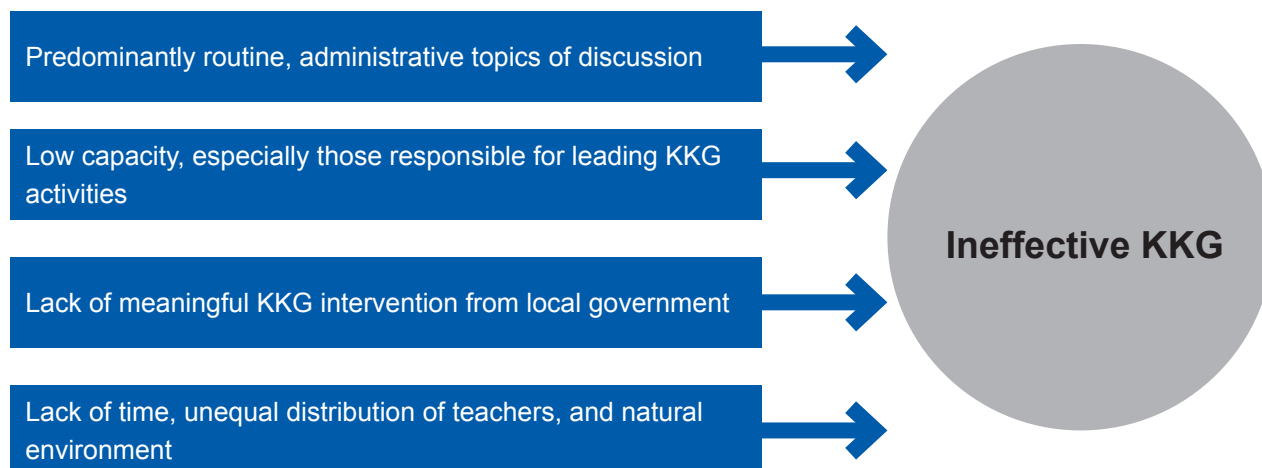 Predominantly routine, administrative topics of discussion
Low capacity, especially those responsible for leading KKG
activities
Lack of meaningful KKG intervention from local government
Lack of time, unequal distribution of teachers, and natural
environment
Ineffective KKG